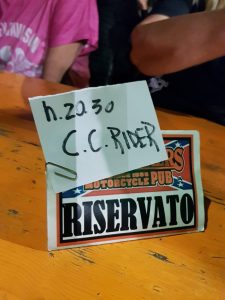 h. 20.30
C.C. RIDER
MOTORCYCLE PUB
RISERVATO